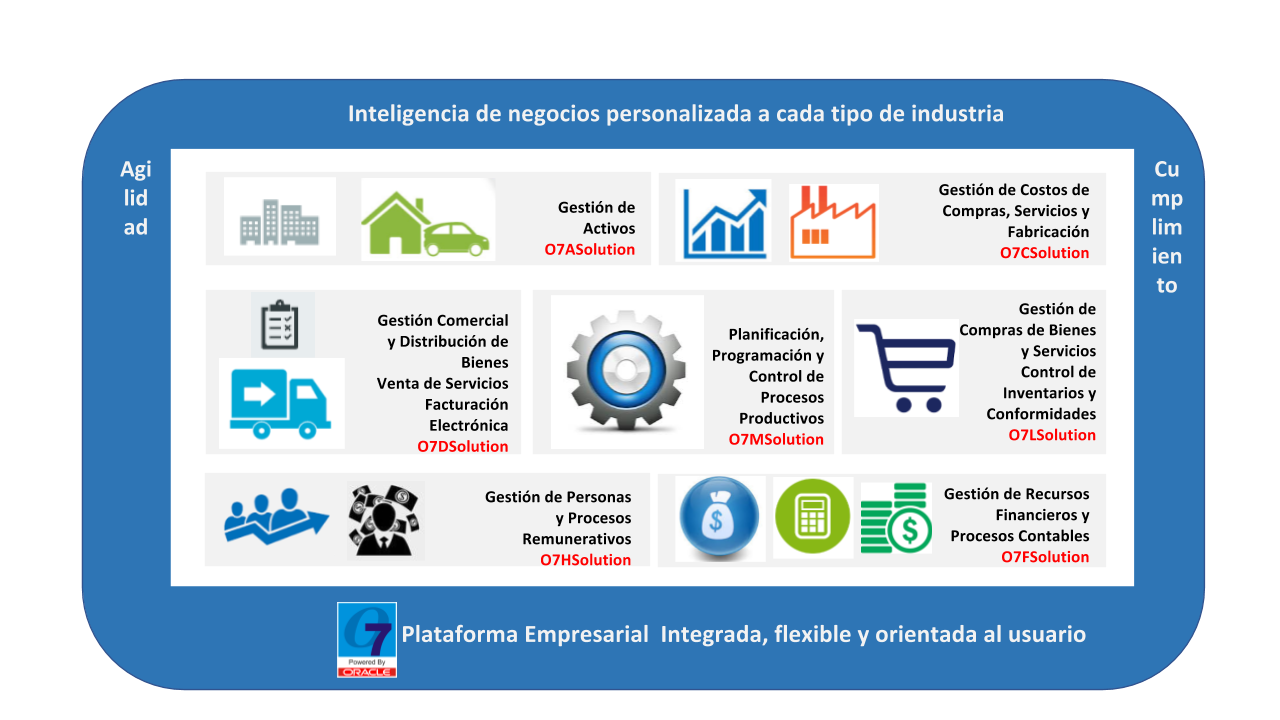 Inteligencia de negocios personalizada a cada tipo de industria
Agi
lid
ad
Cu
mp
lim
ien
to
Gestión de
Activos
O7ASolution
Gestión de Costos de
Compras, Servicios y
Fabricación
O7CSolution
Gestión Comercial
y Distribución de
Bienes
Venta de Servicios
Facturación
Electrónica
O7DSolution
Planificación,
Programación y
Control de
Procesos
Productivos
O7MSolution
Gestión de
Compras de Bienes
y Servicios
Control de
Inventarios y
Conformidades
O7LSolution
Gestión de Personas
y Procesos
Remunerativos
O7HSolution
$
$
Gestión de Recursos
Financieros y
Procesos Contables
O7FSolution
O7
Powered By
ORACLE
Plataforma Empresarial  Integrada, flexible y orientada al usuario